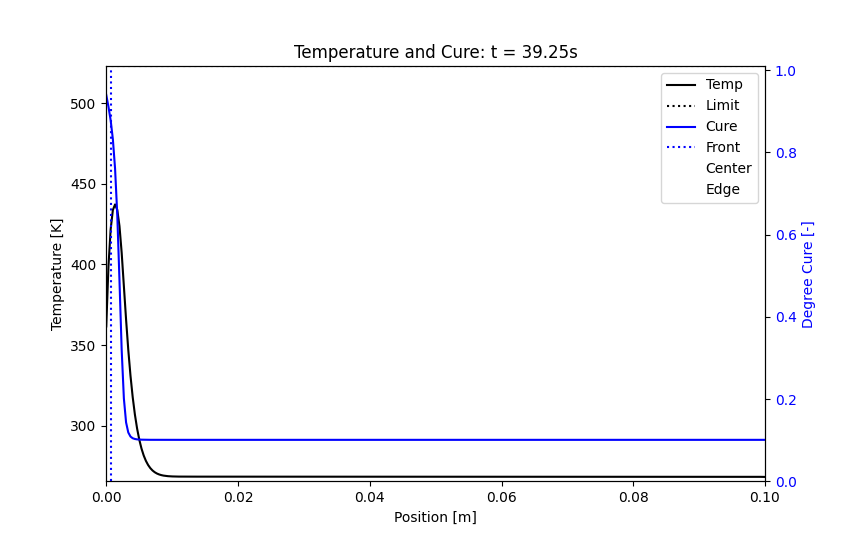 Temperature and Cure: t = 39.25s
Temp
Limit
Cure
Front
Center
Edge
500
450
400
350
300
Temperature [K]
1.0
0.8
0.6
0.4
0.2
0.0
Degree Cure [-]
0.00 0.02 0.04 0.06 0.08 0.10
Position [m]